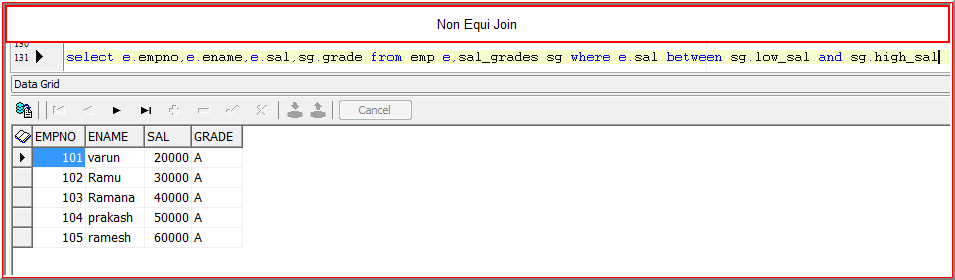 Non Equi Join
130
131 select e.empno,e.ename,e.sal,sg.grade from emp e,sal_grades sg where e.sal between sg.low_sal and sg.high_sal
Data Grid
Cancel
EMPNO ENAME SAL GRADE
101 varun 20000 A
102 Ramu 30000 A
103 Ramana 40000 A
104 prakash 50000 A
105 ramesh 60000 A